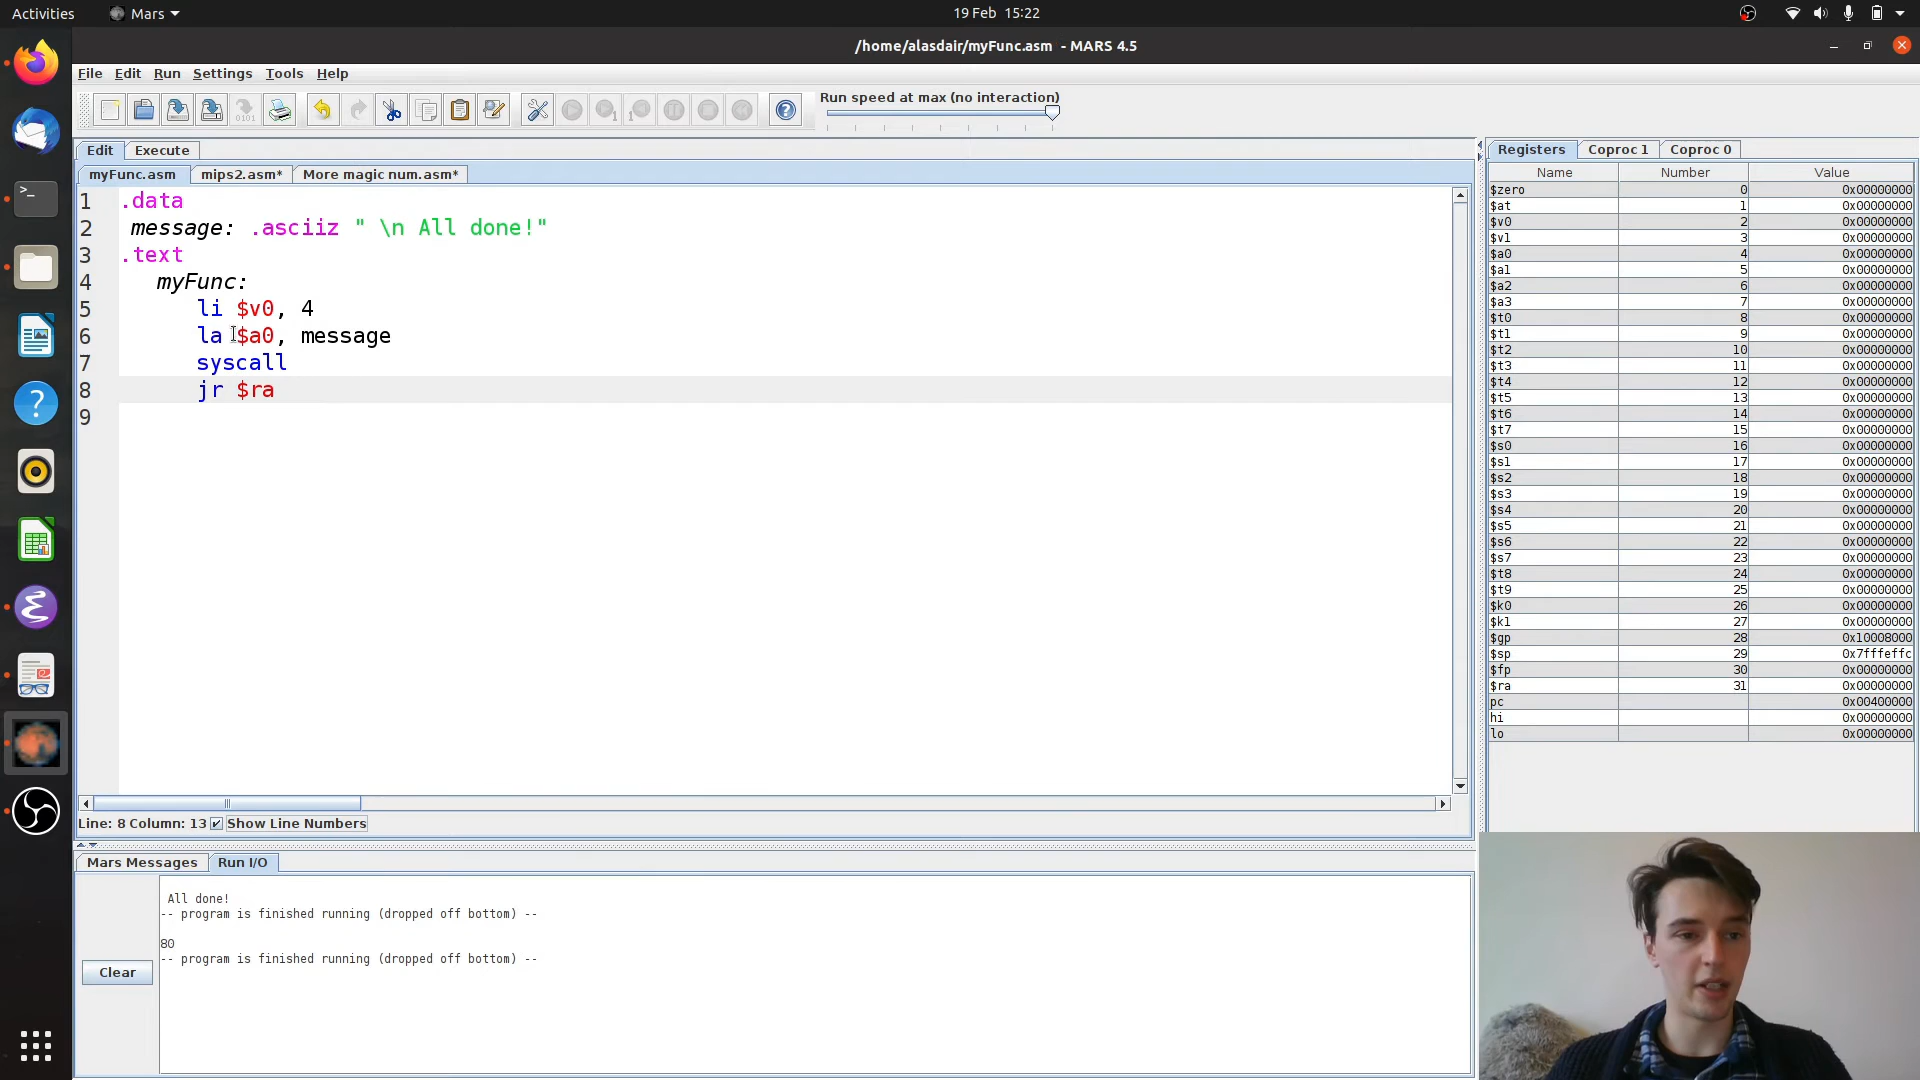 Activities Mars 19 Feb 15:22
/home/alasdair/myFunc.asm - MARS 4.5
File Edit Run Settings Tools Help
Run speed at max (no interaction)
Edit Execute
myFunc.asm mips2.asm* More magic num.asm*
1 .data
2 message: .asciiz " \n All done!"
3 .text
4 myFunc:
5 li $v0, 4
6 la $a0, message
7 syscall
8 jr $ra
9
Line: 8 Column: 13 Show Line Numbers
Mars Messages Run I/O
All done!
-- program is finished running (dropped off bottom) --
80
-- program is finished running (dropped off bottom) --
Clear
Registers Coproc 1 Coproc 0
Name Number Value
$zero 0 0x00000000
$at 1 0x00000000
$v0 2 0x00000000
$v1 3 0x00000000
$a0 4 0x00000000
$a1 5 0x00000000
$a2 6 0x00000000
$a3 7 0x00000000
$t0 8 0x00000000
$t1 9 0x00000000
$t2 10 0x00000000
$t3 11 0x00000000
$t4 12 0x00000000
$t5 13 0x00000000
$t6 14 0x00000000
$t7 15 0x00000000
$s0 16 0x00000000
$s1 17 0x00000000
$s2 18 0x00000000
$s3 19 0x00000000
$s4 20 0x00000000
$s5 21 0x00000000
$s6 22 0x00000000
$s7 23 0x00000000
$t8 24 0x00000000
$t9 25 0x00000000
$k0 26 0x00000000
$k1 27 0x00000000
$gp 28 0x10008000
$sp 29 0x7fffeffc
$fp 30 0x00000000
$ra 31 0x00000000
pc 0x00400000
hi 0x00000000
lo 0x00000000